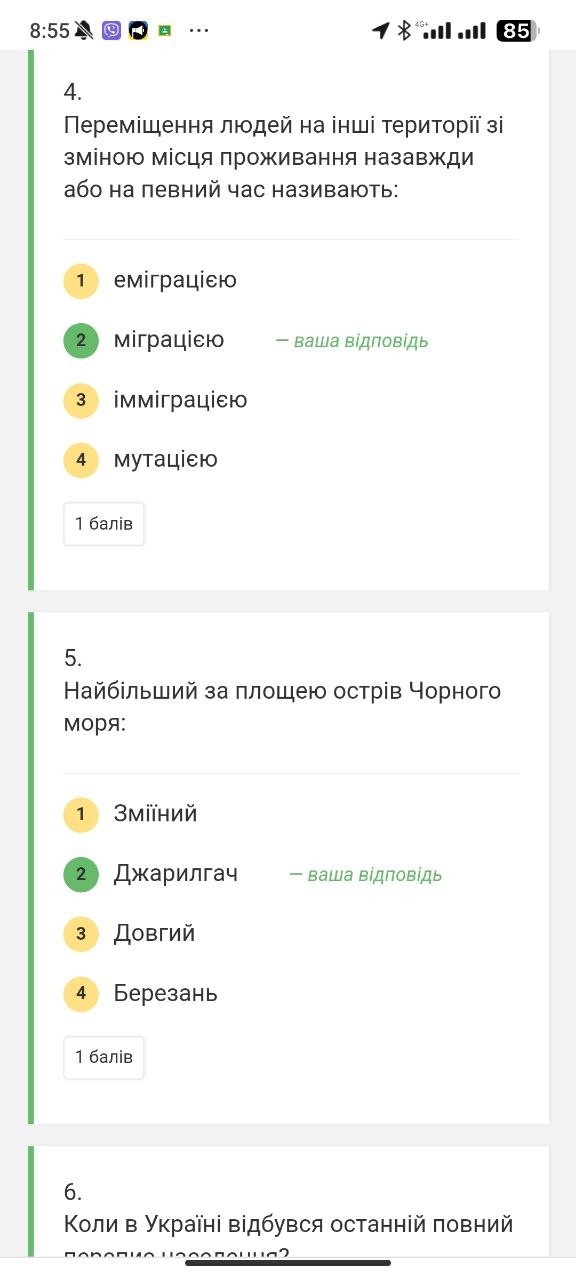 8:55
4G+
85
4.
Переміщення людей на інші території зі
зміною місця проживання назавжди
або на певний час називають:
1 еміграцією
2 міграцією — ваша відповідь
3 імміграцією
4 мутацією
1 балів
5.
Найбільший за площею острів Чорного
моря:
1 Зміїний
2 Джарилгач — ваша відповідь
3 Довгий
4 Березань
1 балів
6.
Коли в Україні відбувся останній повний
перепис населення?